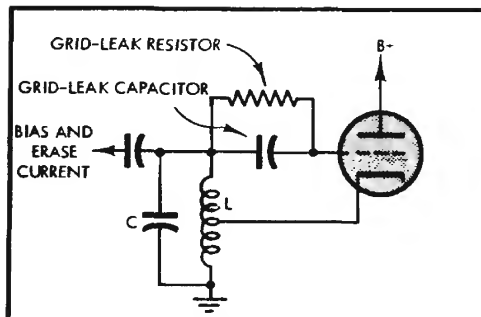 GRID-LEAK RESISTOR
B+
GRID-LEAK CAPACITOR
BIAS AND
ERASE
CURRENT
C
L